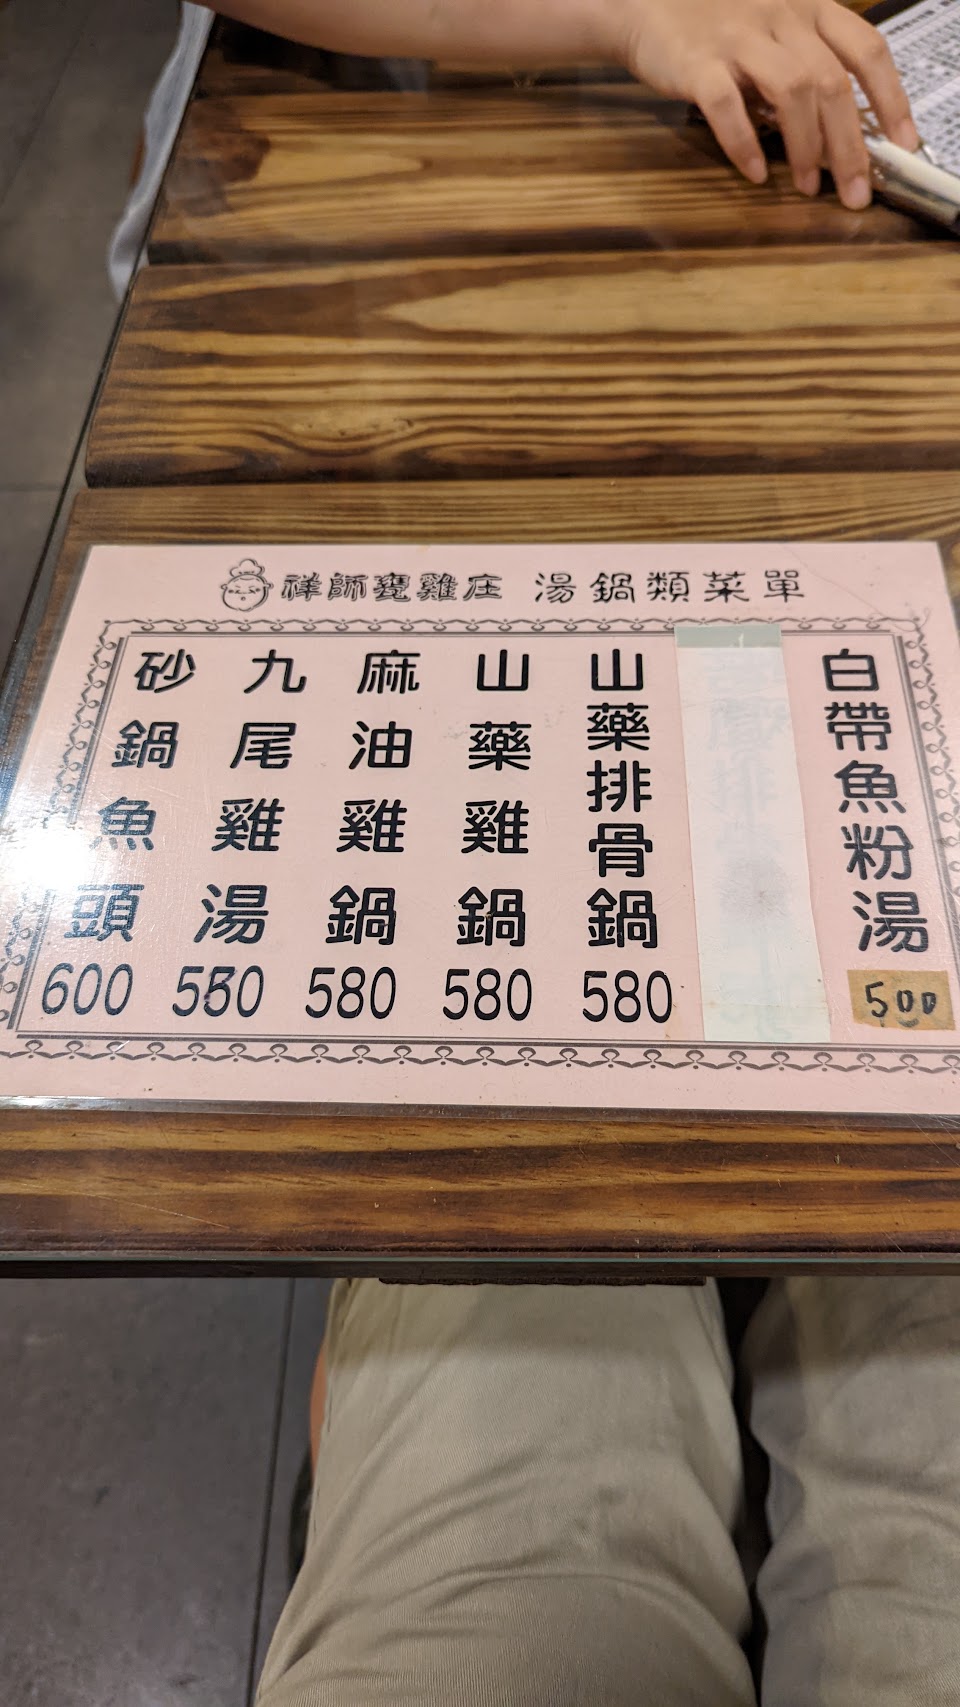 祥師甕雞庄 湯鍋類菜單
白帶魚粉湯 500
山藥排骨鍋 580
山藥雞鍋 580
麻油雞鍋 580
九尾雞湯 550
砂鍋魚頭 600